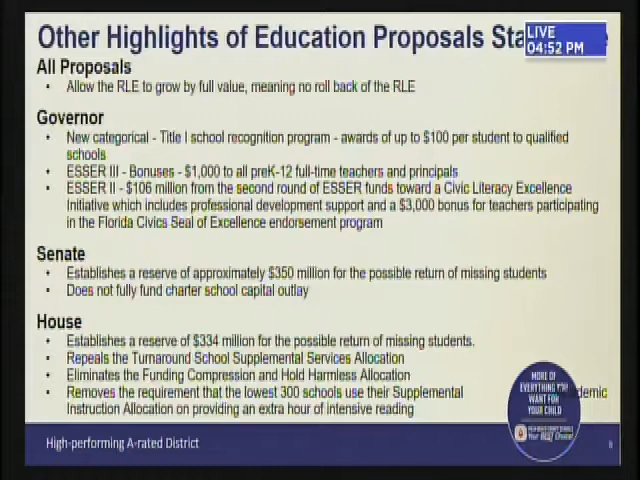 Other Highlights of Education Proposals Sta
LIVE
04:52 PM
All Proposals
• Allow the RLE to grow by full value, meaning no roll back of the RLE
Governor
• New categorical - Title I school recognition program - awards of up to $100 per student to qualified
schools
• ESSER III - Bonuses - $1,000 to all preK-12 full-time teachers and principals
• ESSER II - $106 million from the second round of ESSER funds toward a Civic Literacy Excellence
Initiative which includes professional development support and a $3,000 bonus for teachers participating
in the Florida Civics Seal of Excellence endorsement program
Senate
• Establishes a reserve of approximately $350 million for the possible return of missing students
• Does not fully fund charter school capital outlay
House
• Establishes a reserve of $334 million for the possible return of missing students.
• Repeals the Turnaround School Supplemental Services Allocation
• Eliminates the Funding Compression and Hold Harmless Allocation
• Removes the requirement that the lowest 300 schools use their Supplemental demic
Instruction Allocation on providing an extra hour of intensive reading
MORE OF
EVERYTHING YOU
WANT FOR
YOUR CHILD
Your BEST Choice!
High-performing A-rated District